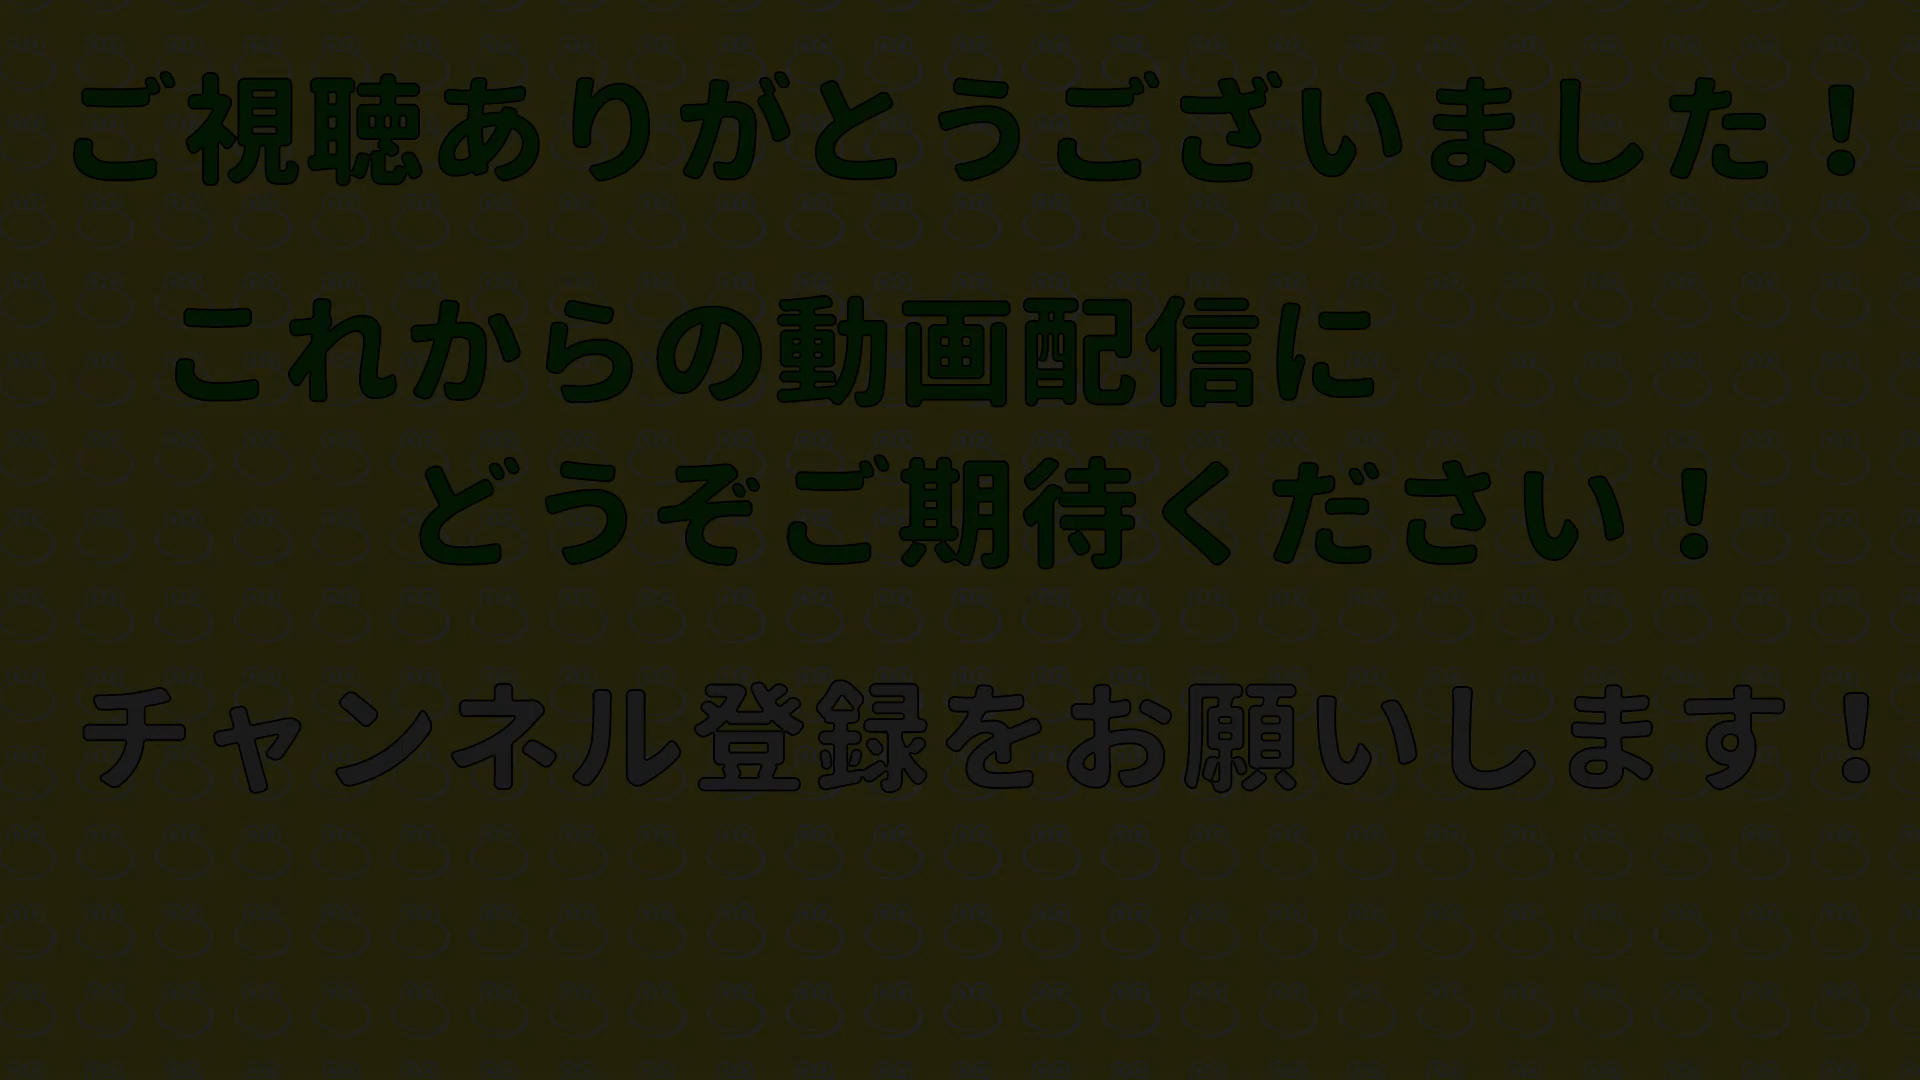 ご視聴ありがとうございました！
これからの動画配信に
どうぞご期待ください！
チャンネル登録をお願いします！